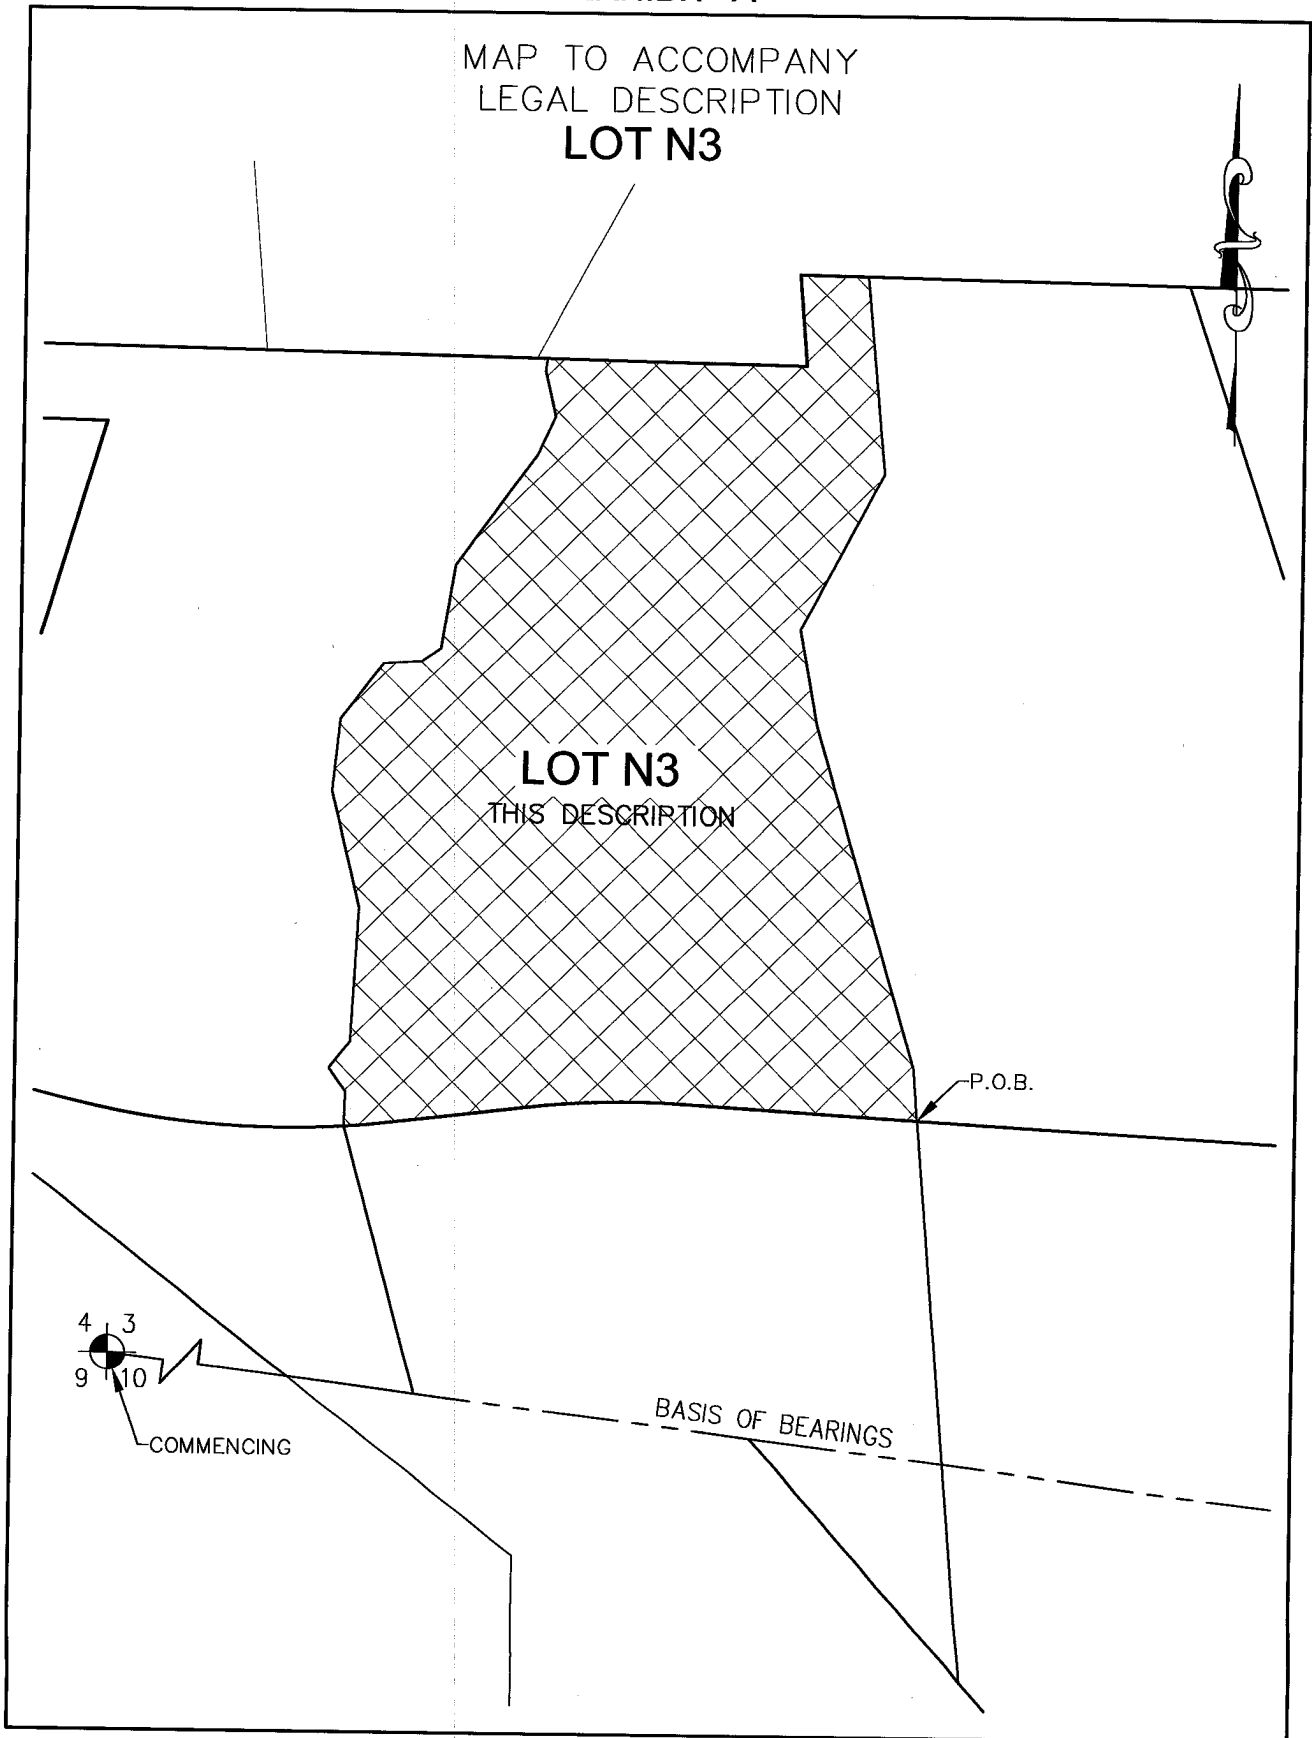 MAP TO ACCOMPANY
LEGAL DESCRIPTION
LOT N3
LOT N3
THIS DESCRIPTION
P.O.B.
4 3
9 10
COMMENCING
BASIS OF BEARINGS